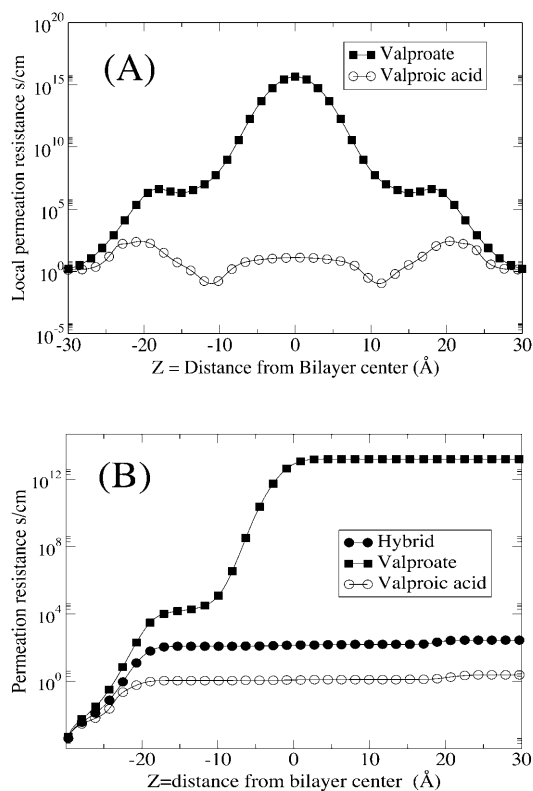 (A)
Valproate
Valproic acid
Local permeation resistance s/cm
10^20
10^15
10^10
10^5
10^0
10^-5
-30 -20 -10 0 10 20 30
Z = Distance from Bilayer center (Å)
(B)
Hybrid
Valproate
Valproic acid
Permeation resistance s/cm
10^12
10^8
10^4
10^0
-20 -10 0 10 20 30
Z=distance from bilayer center (Å)